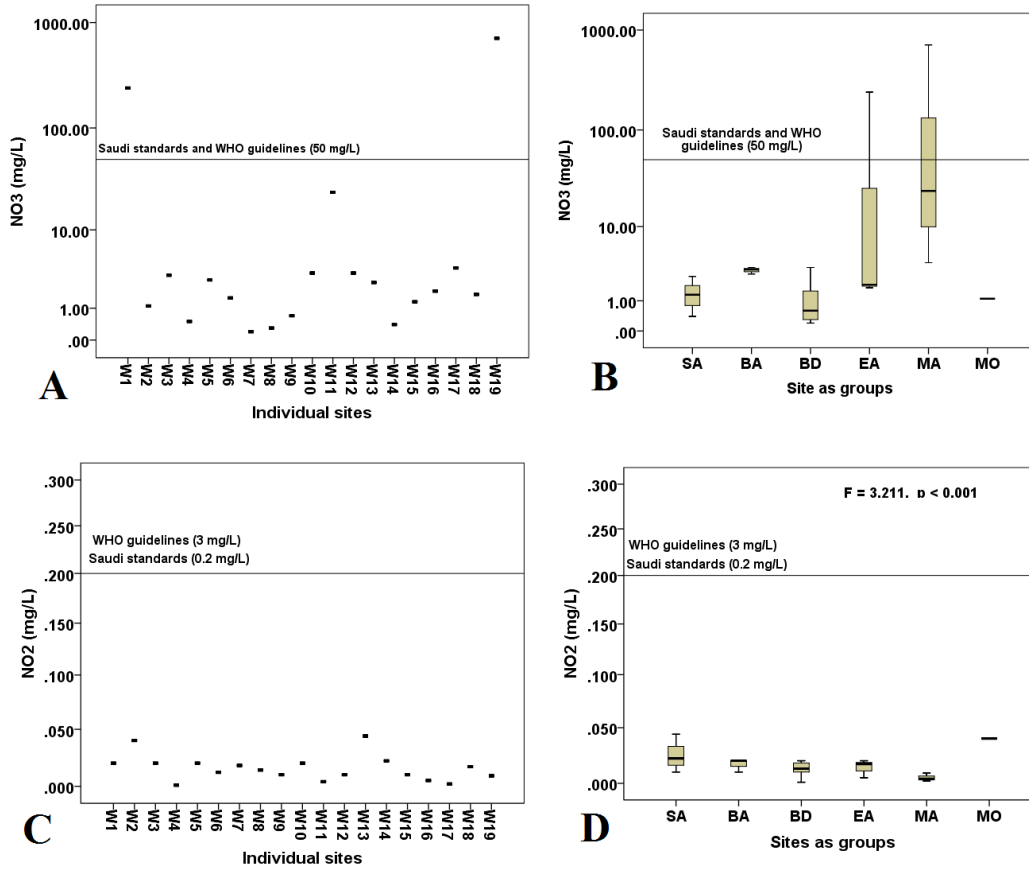 1000.00
100.00
10.00
1.00
.00
NO3 (mg/L)
Saudi standards and WHO guidelines (50 mg/L)
W1 W2 W3 W4 W5 W6 W7 W8 W9 W10 W11 W12 W13 W14 W15 W16 W17 W18 W19
Individual sites
A
1000.00
100.00
10.00
1.00
.00
NO3 (mg/L)
Saudi standards and WHO
guidelines (50 mg/L)
SA BA BD EA MA MO
Site as groups
B
.300
.250
.200
.150
.100
.050
.000
NO2 (mg/L)
WHO guidelines (3 mg/L)
Saudi standards (0.2 mg/L)
W1 W2 W3 W4 W5 W6 W7 W8 W9 W10 W11 W12 W13 W14 W15 W16 W17 W18 W19
Individual sites
C
.300
.250
.200
.150
.100
.050
.000
NO2 (mg/L)
F = 3.211, p < 0.001
WHO guidelines (3 mg/L)
Saudi standards (0.2 mg/L)
SA BA BD EA MA MO
Sites as groups
D